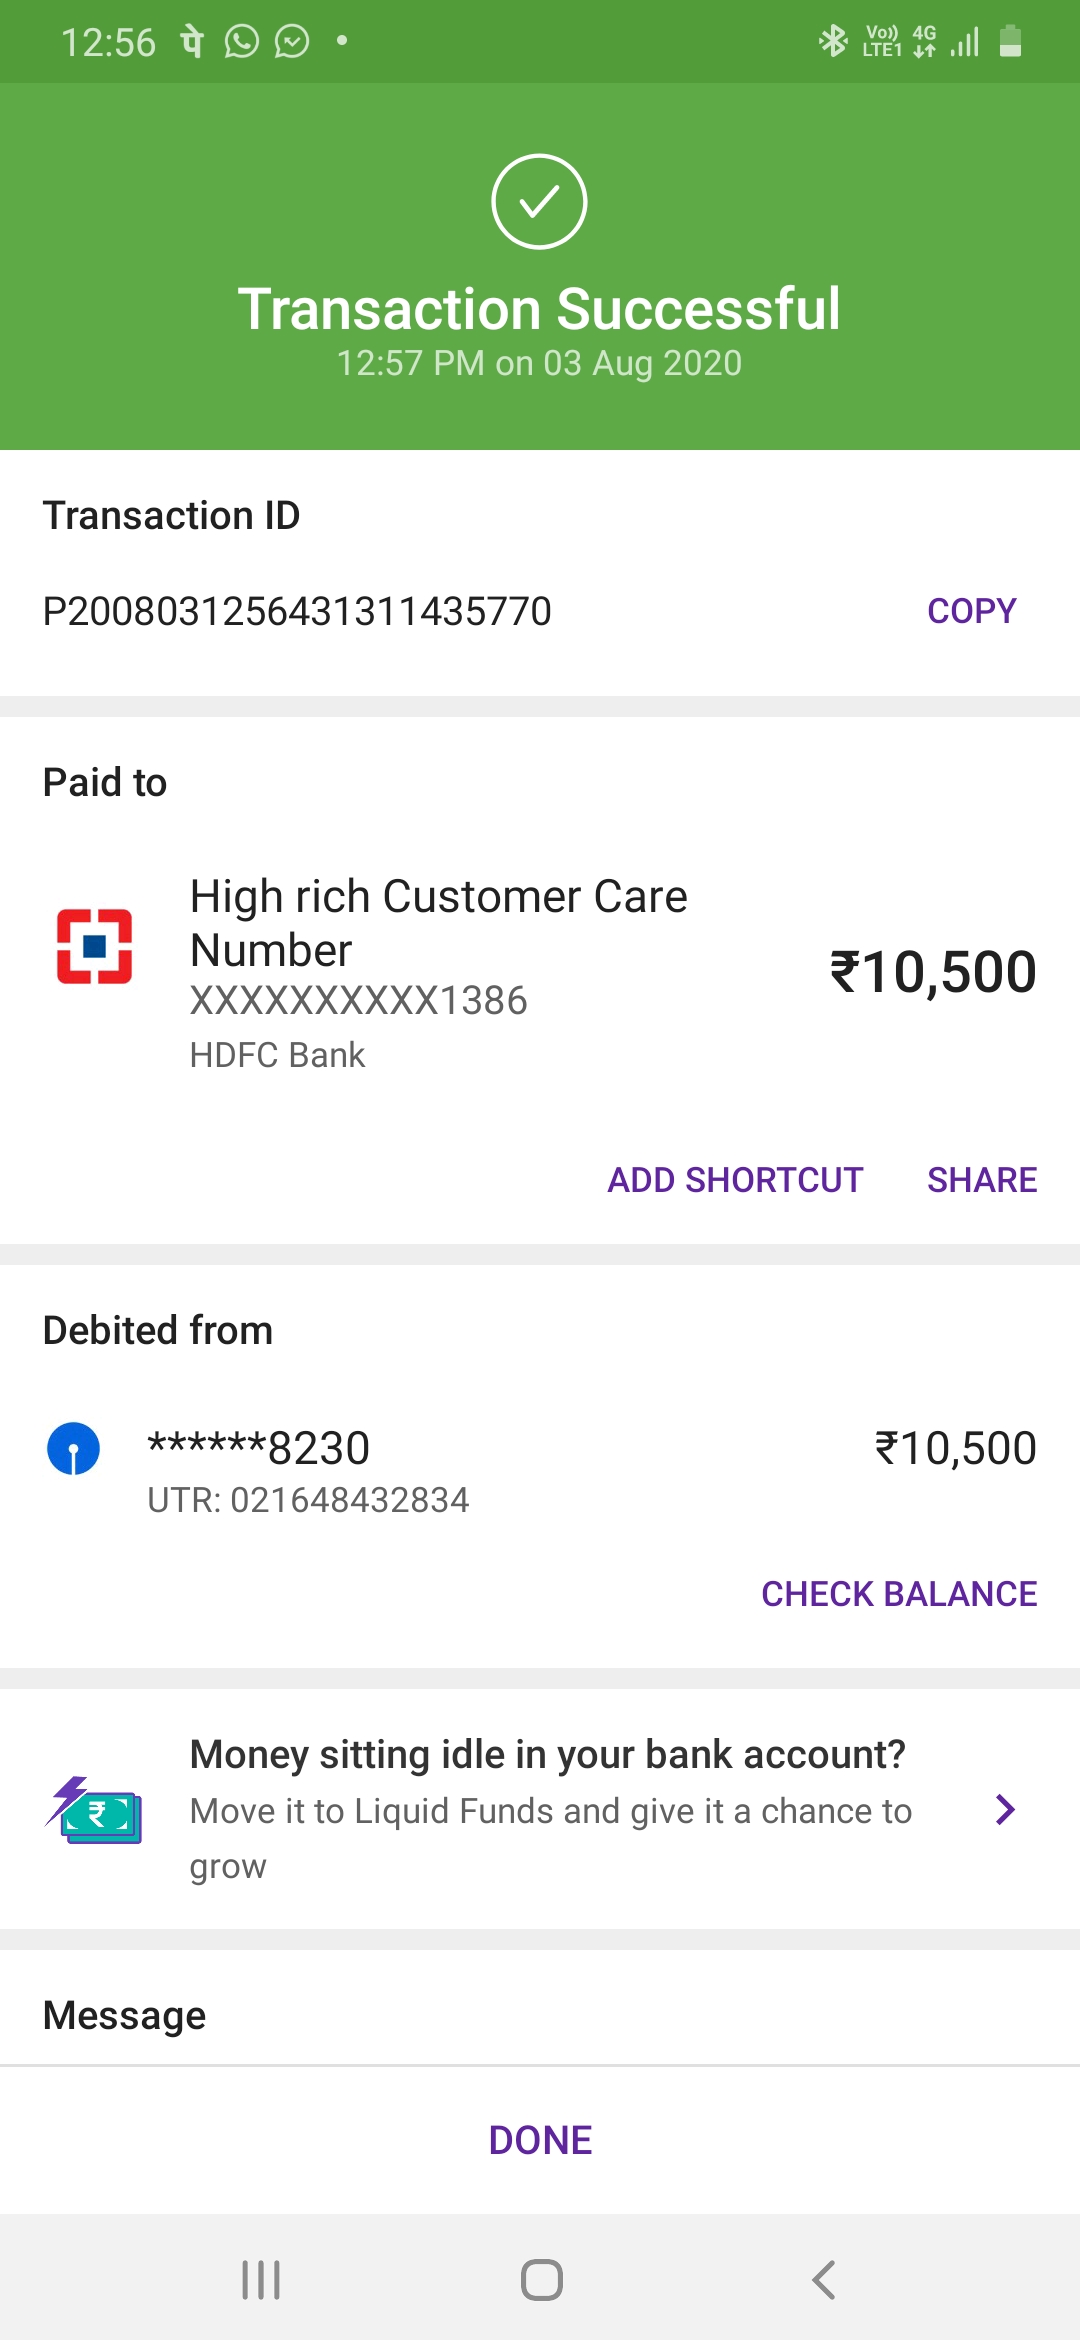 12:56 पे
Vo)) LTE1 4G
Transaction Successful
12:57 PM on 03 Aug 2020
Transaction ID
P2008031256431311435770 COPY
Paid to
High rich Customer Care
Number
XXXXXXXXXX1386
₹10,500
HDFC Bank
ADD SHORTCUT SHARE
Debited from
******8230 ₹10,500
UTR: 021648432834
CHECK BALANCE
Money sitting idle in your bank account?
Move it to Liquid Funds and give it a chance to
grow
Message
DONE